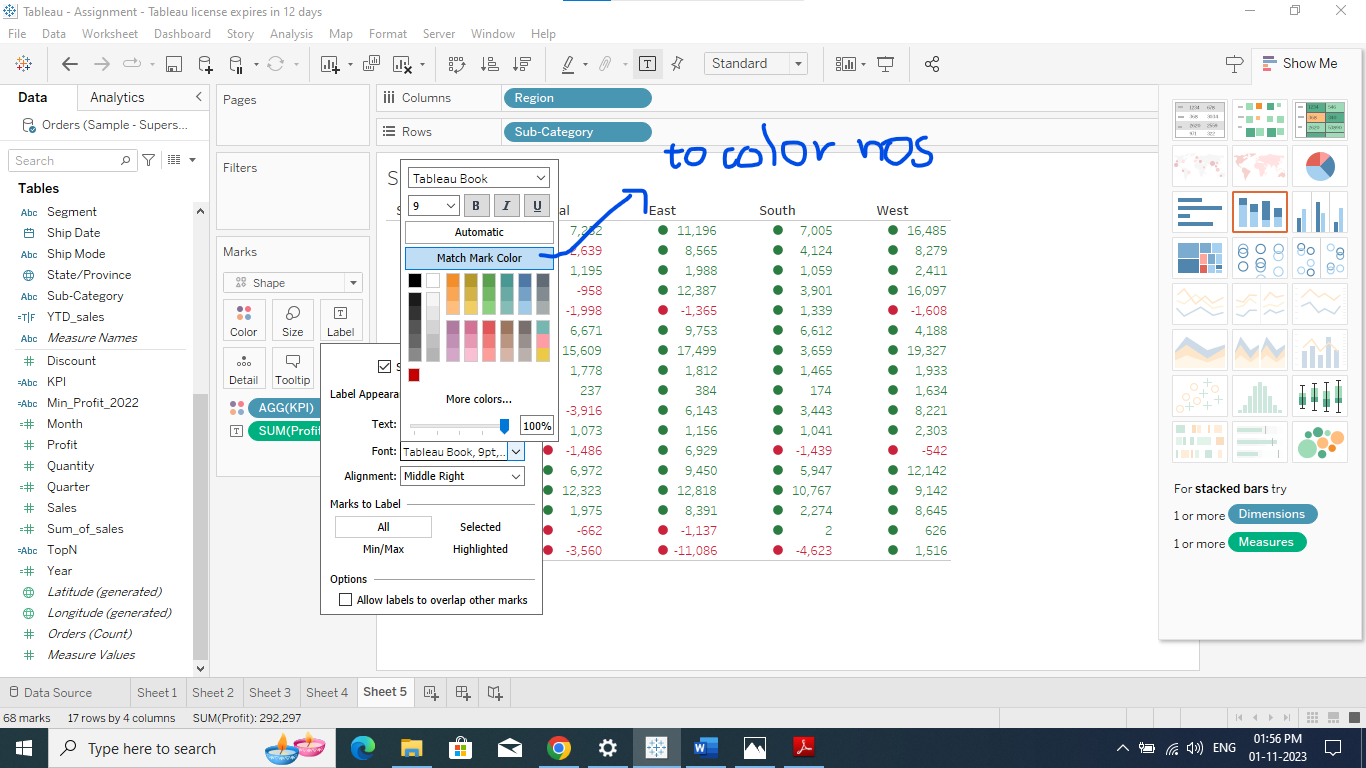 Tableau - Assignment - Tableau license expires in 12 days
File Data Worksheet Dashboard Story Analysis Map Format Server Window Help
Standard
Show Me
Data Analytics
Pages
Columns Region
Orders (Sample - Supers...
Rows Sub-Category
to color nos
Search
Filters
Tables
Abc Segment
Ship Date
Abc Ship Mode
State/Province
Abc Sub-Category
=T|F YTD_sales
Abc Measure Names
Discount
=Abc KPI
=Abc Min_Profit_2022
Month
Profit
Quantity
Quarter
Sales
Sum_of_sales
=Abc TopN
Year
Latitude (generated)
Longitude (generated)
Orders (Count)
Measure Values
Marks
Shape
Color Size Label
Detail Tooltip
AGG(KPI)
SUM(Profit
Tableau Book
9 B I U
Automatic
Match Mark Color
More colors...
Label Appeara
Text: 100%
Font: Tableau Book, 9pt,...
Alignment: Middle Right
Marks to Label
All Selected
Min/Max Highlighted
Options
Allow labels to overlap other marks
S
al East South West
7,232 11,196 7,005 16,485
2,639 8,565 4,124 8,279
1,195 1,988 1,059 2,411
-958 12,387 3,901 16,097
-1,998 -1,365 1,339 -1,608
6,671 9,753 6,612 4,188
15,609 17,499 3,659 19,327
1,778 1,812 1,465 1,933
237 384 174 1,634
-3,916 6,143 3,443 8,221
1,073 1,156 1,041 2,303
-1,486 6,929 -1,439 -542
6,972 9,450 5,947 12,142
12,323 12,818 10,767 9,142
1,975 8,391 2,274 8,645
-662 -1,137 2 626
-3,560 -11,086 -4,623 1,516
For stacked bars try
1 or more Dimensions
1 or more Measures
Data Source Sheet 1 Sheet 2 Sheet 3 Sheet 4 Sheet 5
68 marks 17 rows by 4 columns SUM(Profit): 292,297
Type here to search
ENG
01:56 PM
01-11-2023